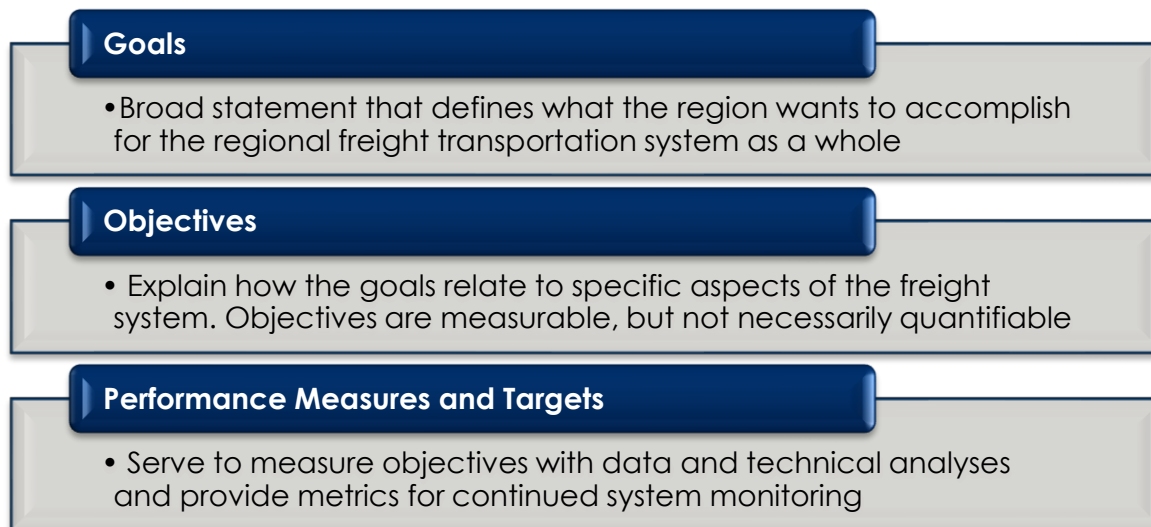 Goals
•Broad statement that defines what the region wants to accomplish
for the regional freight transportation system as a whole
Objectives
• Explain how the goals relate to specific aspects of the freight
system. Objectives are measurable, but not necessarily quantifiable
Performance Measures and Targets
• Serve to measure objectives with data and technical analyses
and provide metrics for continued system monitoring